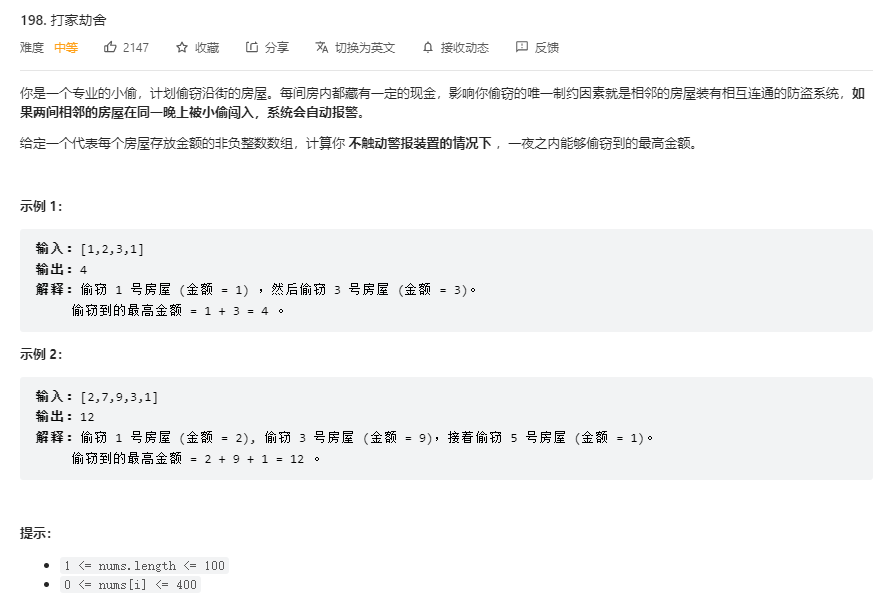 198. 打家劫舍
难度 中等 2147 收藏 分享 切换为英文 接收动态 反馈
你是一个专业的小偷，计划偷窃沿街的房屋。每间房内都藏有一定的现金，影响你偷窃的唯一制约因素就是相邻的房屋装有相互连通的防盗系统，如
果两间相邻的房屋在同一晚上被小偷闯入，系统会自动报警。
给定一个代表每个房屋存放金额的非负整数数组，计算你 不触动警报装置的情况下 ，一夜之内能够偷窃到的最高金额。
示例 1：
输入：[1,2,3,1]
输出：4
解释：偷窃 1 号房屋 (金额 = 1) ，然后偷窃 3 号房屋 (金额 = 3)。
偷窃到的最高金额 = 1 + 3 = 4 。
示例 2：
输入：[2,7,9,3,1]
输出：12
解释：偷窃 1 号房屋 (金额 = 2), 偷窃 3 号房屋 (金额 = 9)，接着偷窃 5 号房屋 (金额 = 1)。
偷窃到的最高金额 = 2 + 9 + 1 = 12 。
提示：
1 <= nums.length <= 100
0 <= nums[i] <= 400